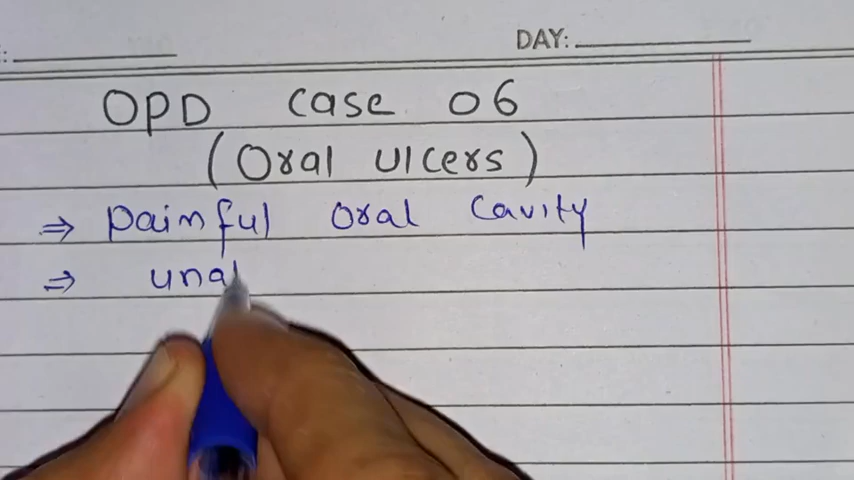 DAY:
OPD Case 06
(Oral ulcers)
⇒ Painful Oral Cavity
⇒ una